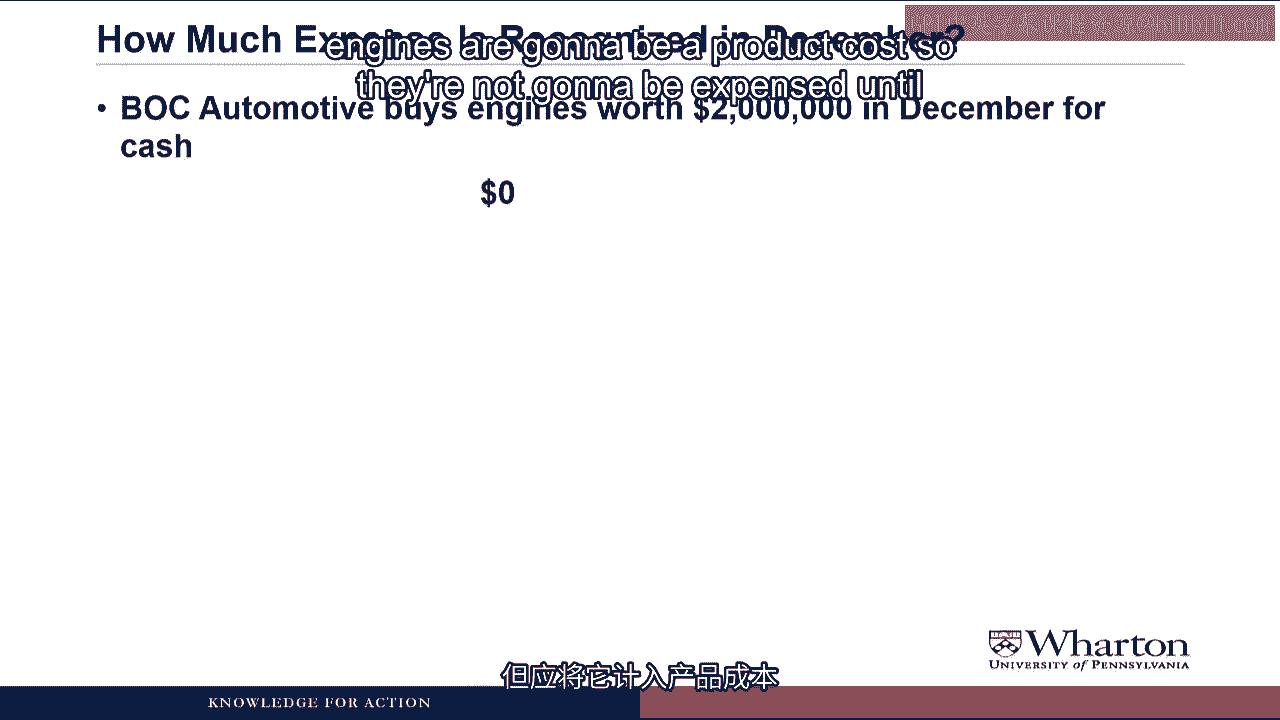 How Much Expense Is Recognized in December?
engines are gonna be a product cost so
they're not gonna be expensed until
• BOC Automotive buys engines worth $2,000,000 in December for
cash
$0
Wharton
UNIVERSITY of PENNSYLVANIA
但应将它计入产品成本
KNOWLEDGE FOR ACTION